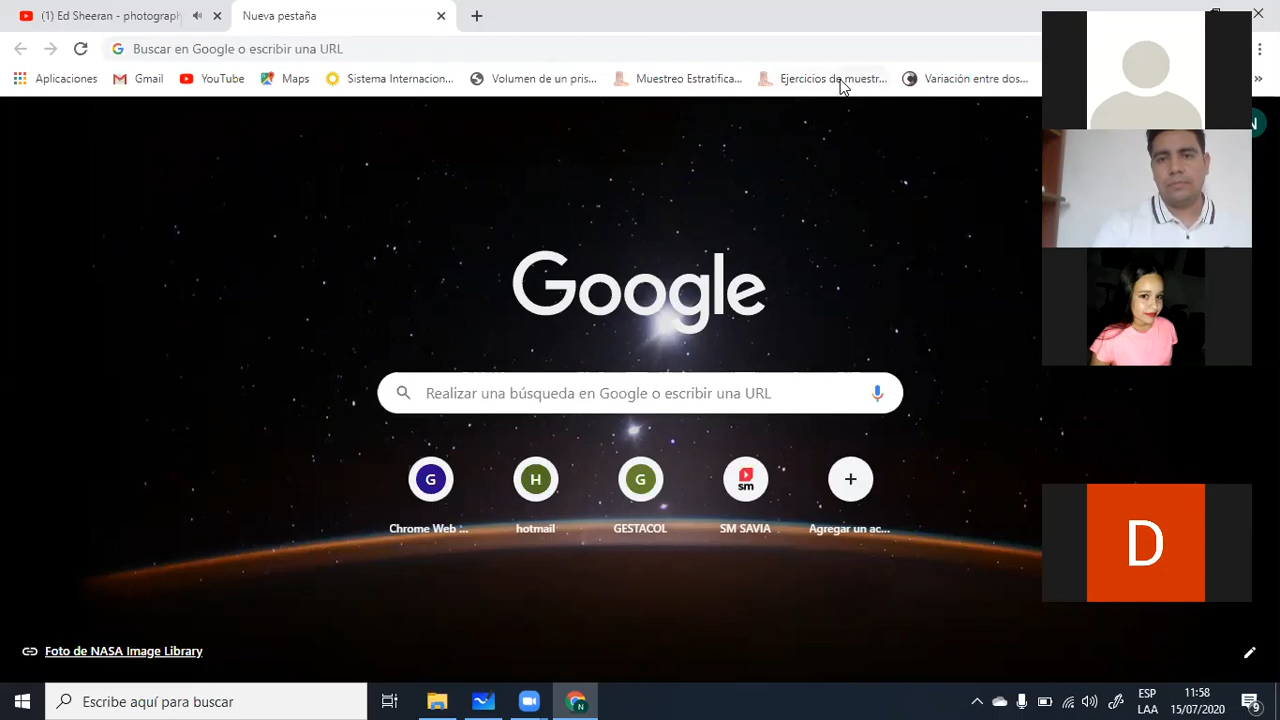 (1) Ed Sheeran - photograph
Nueva pestaña
Buscar en Google o escribir una URL
Aplicaciones
Gmail
YouTube
Maps
Sistema Internacion...
Volumen de un pris...
Muestreo Estratifica...
Ejercicios de muestr...
Variación entre dos...
»
N
Google
Realizar una búsqueda en Google o escribir una URL
G
H
G
sm
Chrome Web :...
hotmail
GESTACOL
SM SAVIA
Agregar un ac...
D
Foto de NASA Image Library
Escribe aquí para buscar
N
ESP
LAA
11:58
15/07/2020
9